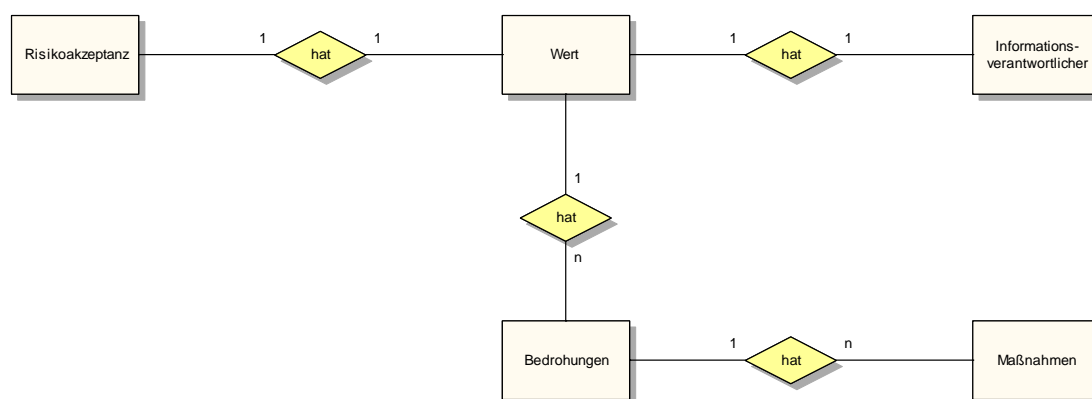 Risikoakzeptanz
1
hat
1
Wert
1
hat
1
Informations-
verantwortlicher
1
hat
n
Bedrohungen
1
hat
n
Maßnahmen